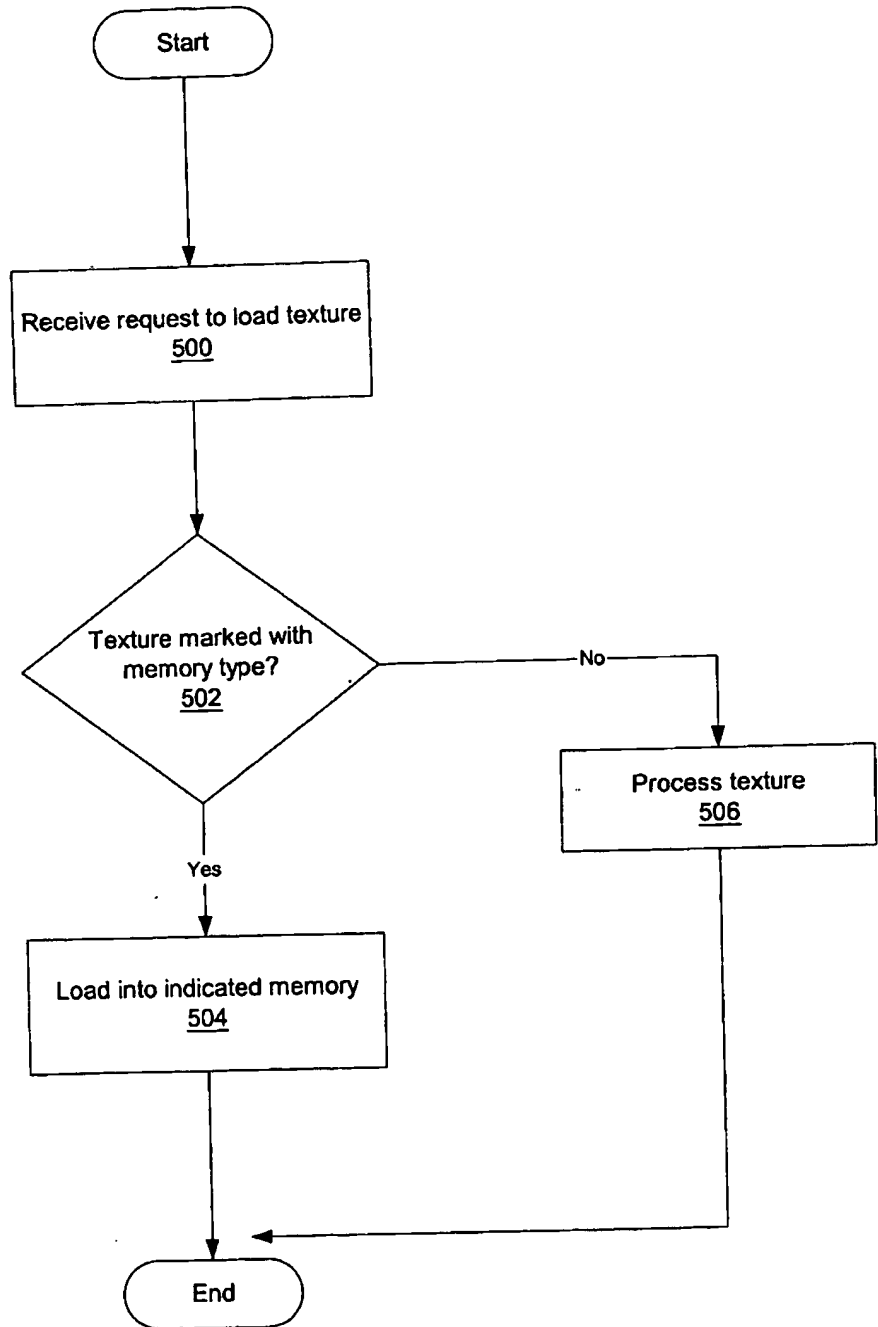 Start
Receive request to load texture
500
Texture marked with
memory type?
502
No
Process texture
506
Yes
Load into indicated memory
504
End